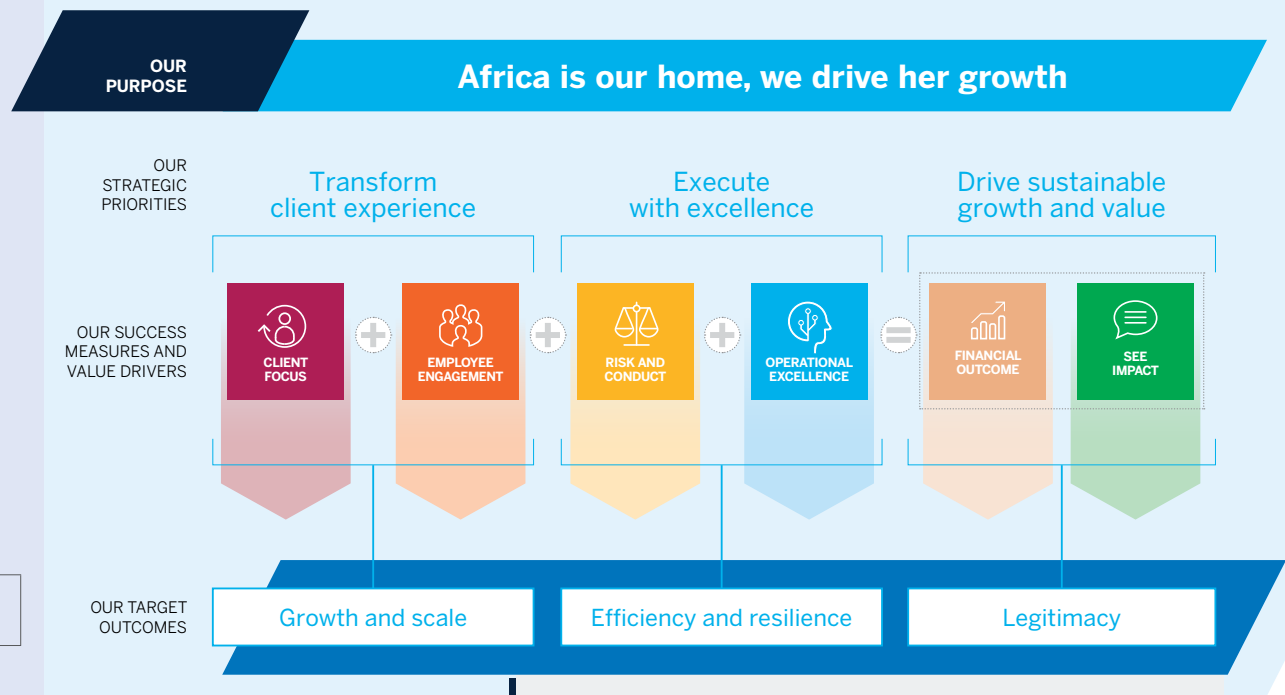 OUR
PURPOSE
Africa is our home, we drive her growth
OUR
STRATEGIC
PRIORITIES
Transform
client experience
Execute
with excellence
Drive sustainable
growth and value
OUR SUCCESS
MEASURES AND
VALUE DRIVERS
CLIENT
FOCUS
EMPLOYEE
ENGAGEMENT
RISK AND
CONDUCT
OPERATIONAL
EXCELLENCE
FINANCIAL
OUTCOME
SEE
IMPACT
OUR TARGET
OUTCOMES
Growth and scale
Efficiency and resilience
Legitimacy